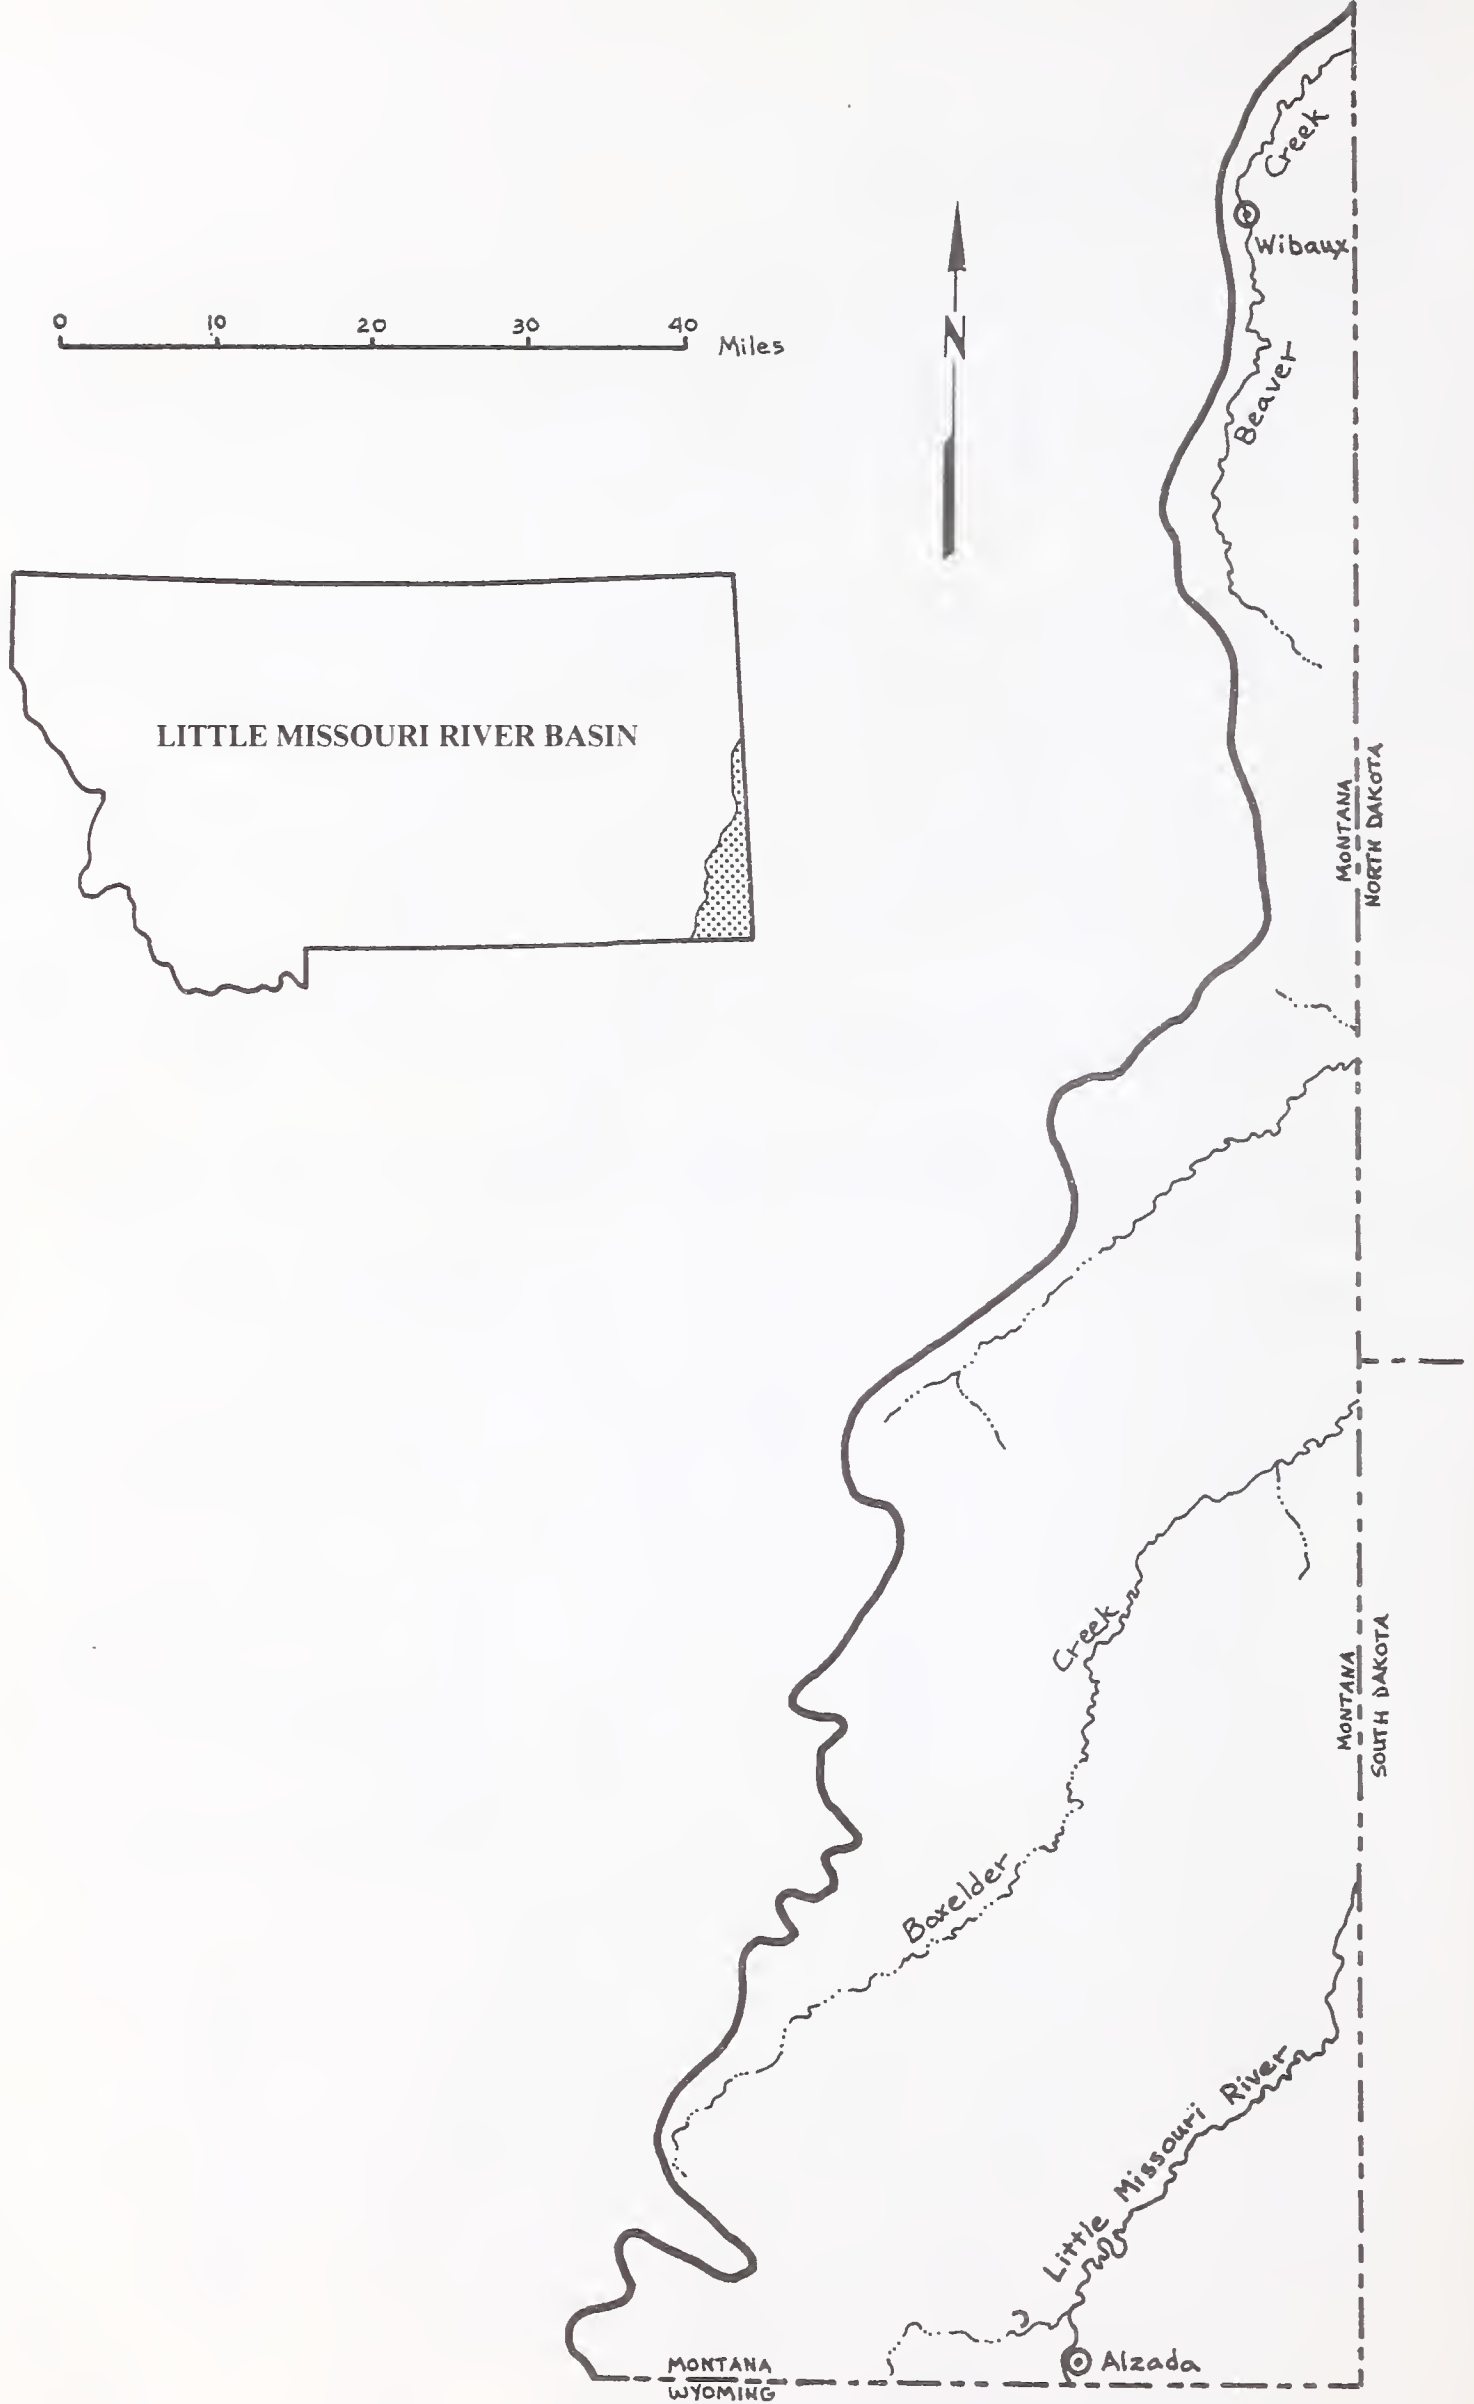 Creek
Wibaux
0 10 20 30 40 Miles
N
Beaver
LITTLE MISSOURI RIVER BASIN
MONTANA
NORTH DAKOTA
Creek
MONTANA
SOUTH DAKOTA
Boxelder
Little Missouri River
Alzada
MONTANA
WYOMING